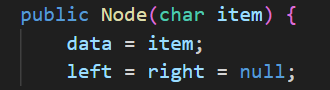 public Node(char item) {
data = item;
left = right = null;